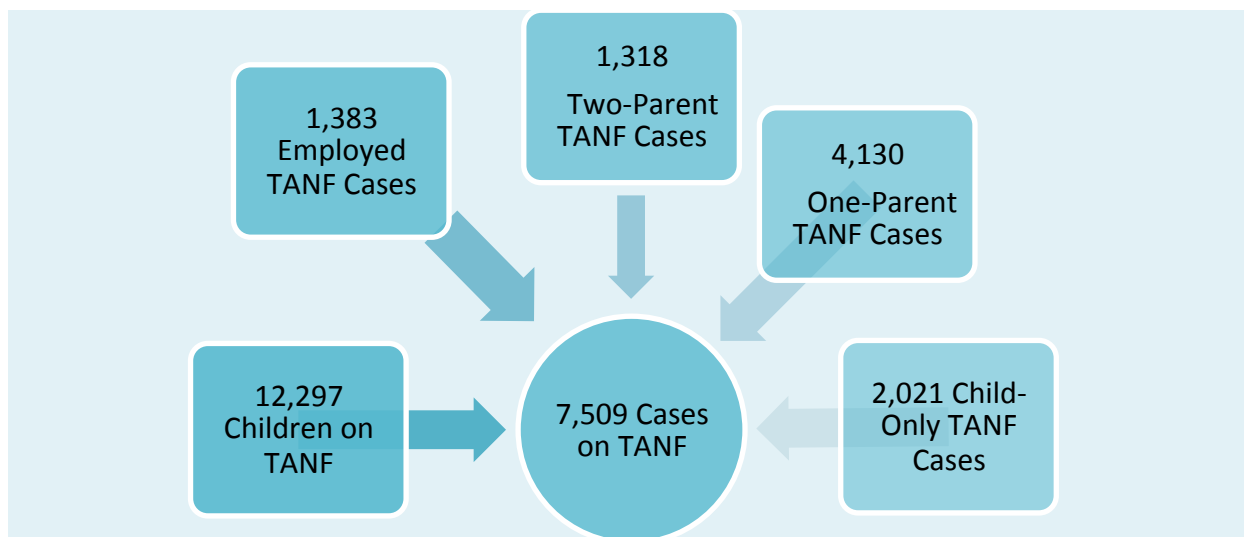 1,383
Employed
TANF Cases
1,318
Two-Parent
TANF Cases
4,130
One-Parent
TANF Cases
12,297
Children on
TANF
7,509 Cases
on TANF
2,021 Child-
Only TANF
Cases